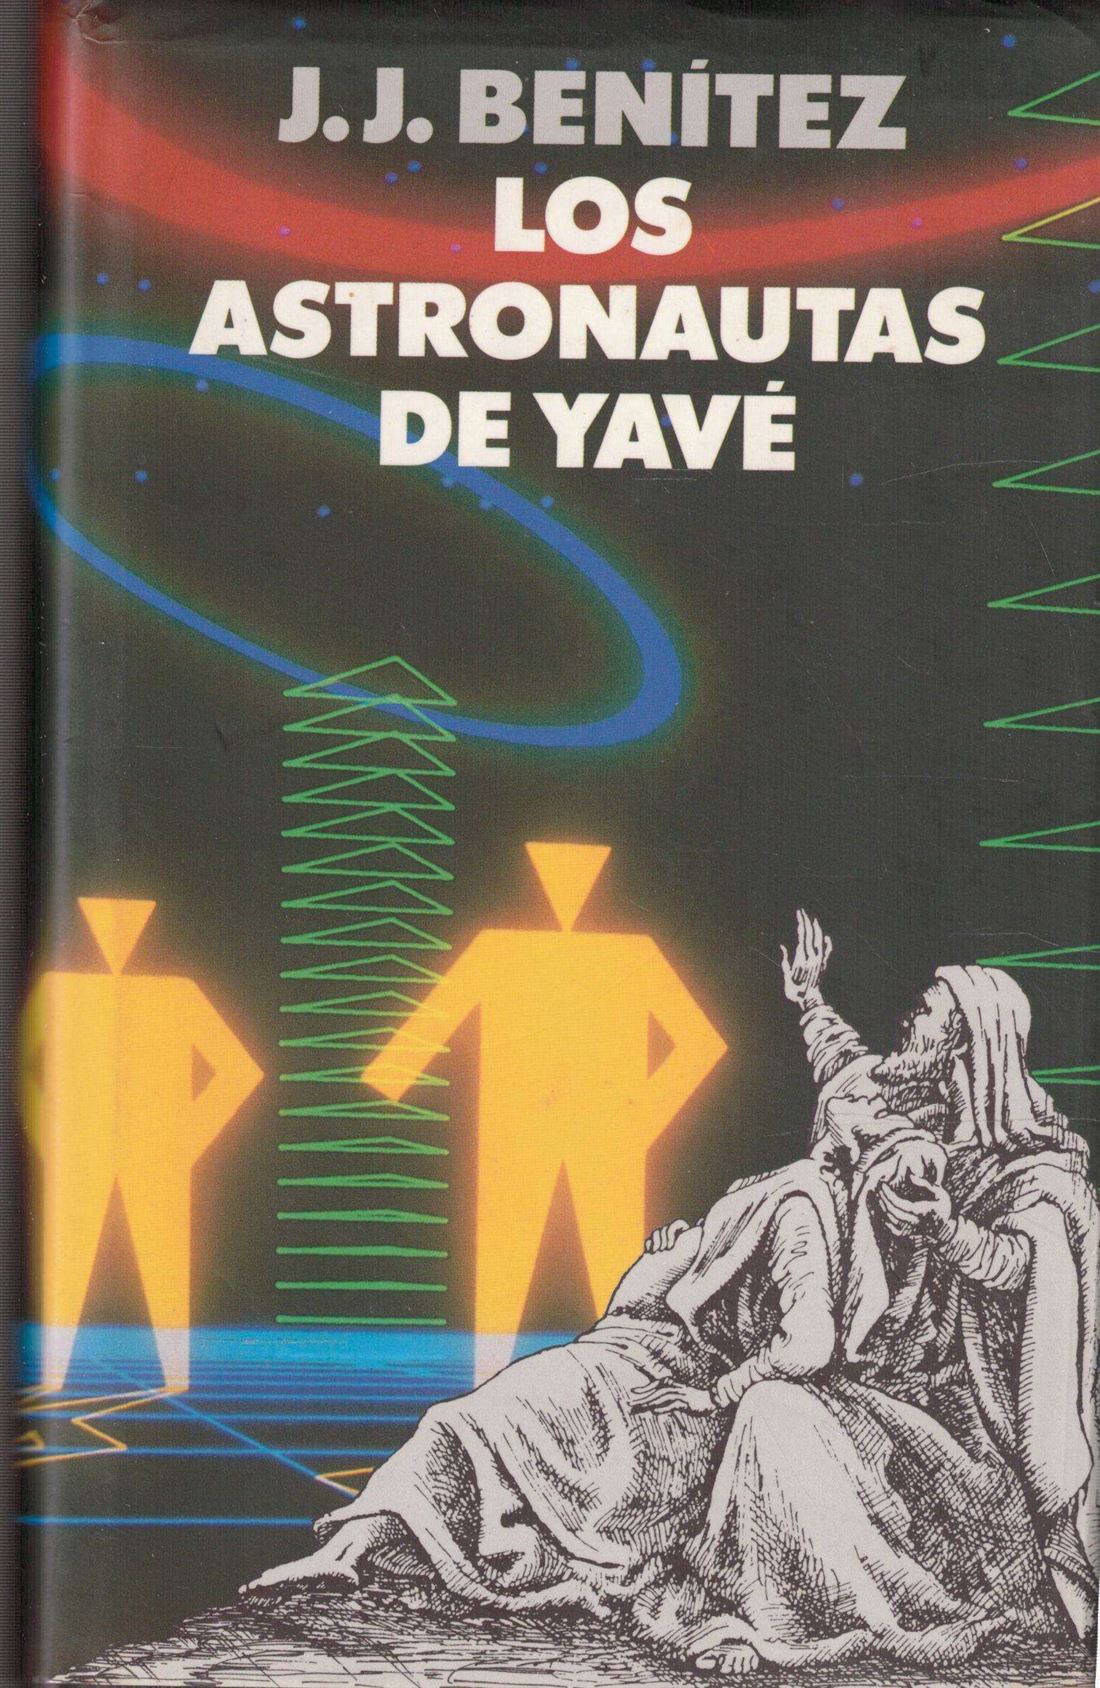 J. J. BENÍTEZ
LOS
ASTRONAUTAS
DE YAVÉ